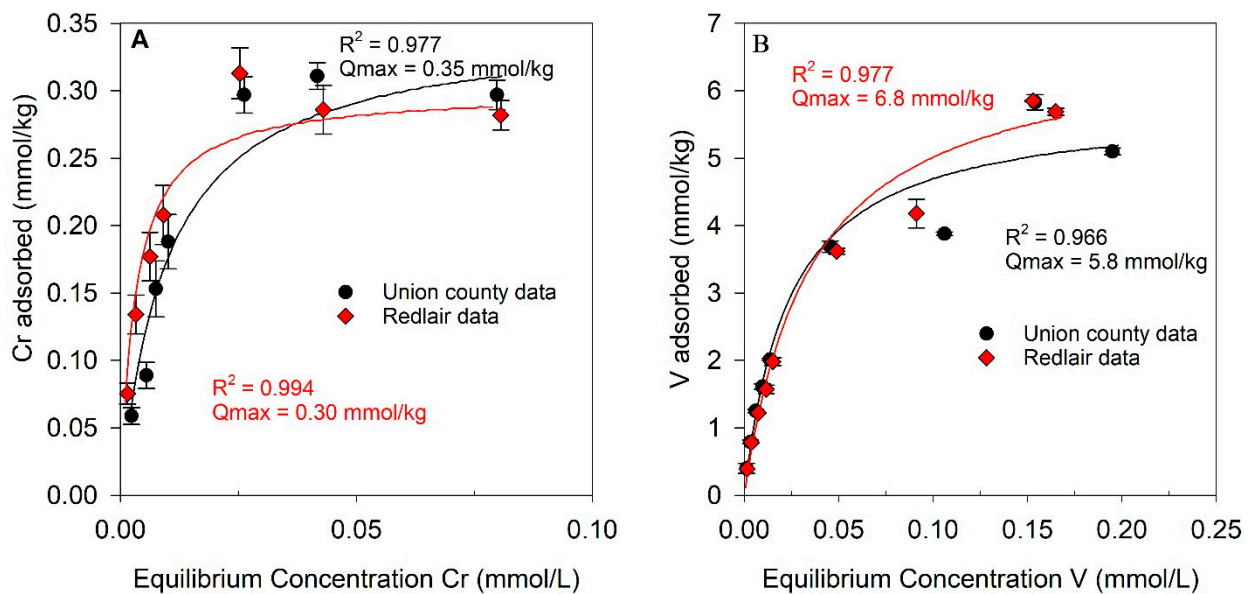 A
R² = 0.977
Qmax = 0.35 mmol/kg
Union county data
Redlair data
R² = 0.994
Qmax = 0.30 mmol/kg
Cr adsorbed (mmol/kg)
0.35
0.30
0.25
0.20
0.15
0.10
0.05
0.00
0.00
0.05
0.10
Equilibrium Concentration Cr (mmol/L)
B
R² = 0.977
Qmax = 6.8 mmol/kg
R² = 0.966
Qmax = 5.8 mmol/kg
Union county data
Redlair data
V adsorbed (mmol/kg)
7
6
5
4
3
2
1
0
0.00
0.05
0.10
0.15
0.20
0.25
Equilibrium Concentration V (mmol/L)